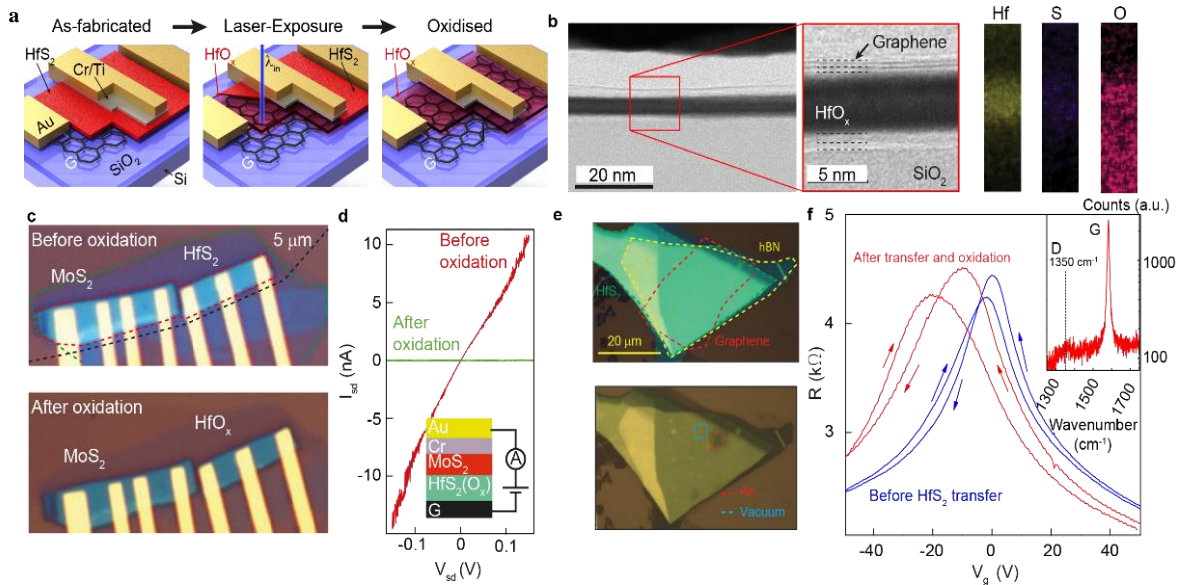 a
As-fabricated
Laser-Exposure
Oxidised
HfS2
Cr/Ti
Au
G
SiO2
Si
HfOx
λin
HfS2
G
HfOx
G
b
Graphene
HfOx
SiO2
20 nm
5 nm
Hf
S
O
c
Before oxidation
5 μm
HfS2
MoS2
After oxidation
HfOx
MoS2
d
Before
oxidation
After
oxidation
Isd (nA)
10
5
0
-5
-10
-0.1
0
0.1
Vsd (V)
Au
Cr
MoS2
HfS2(Ox)
G
A
e
hBN
HfS2
20 μm
Graphene
Air
Vacuum
f
After transfer and oxidation
Before HfS2 transfer
R (kΩ)
5
4
3
2
-40
-20
0
20
40
Vg (V)
Counts (a.u.)
D
1350 cm-1
G
1000
100
1300
1500
1700
Wavenumber
(cm-1)